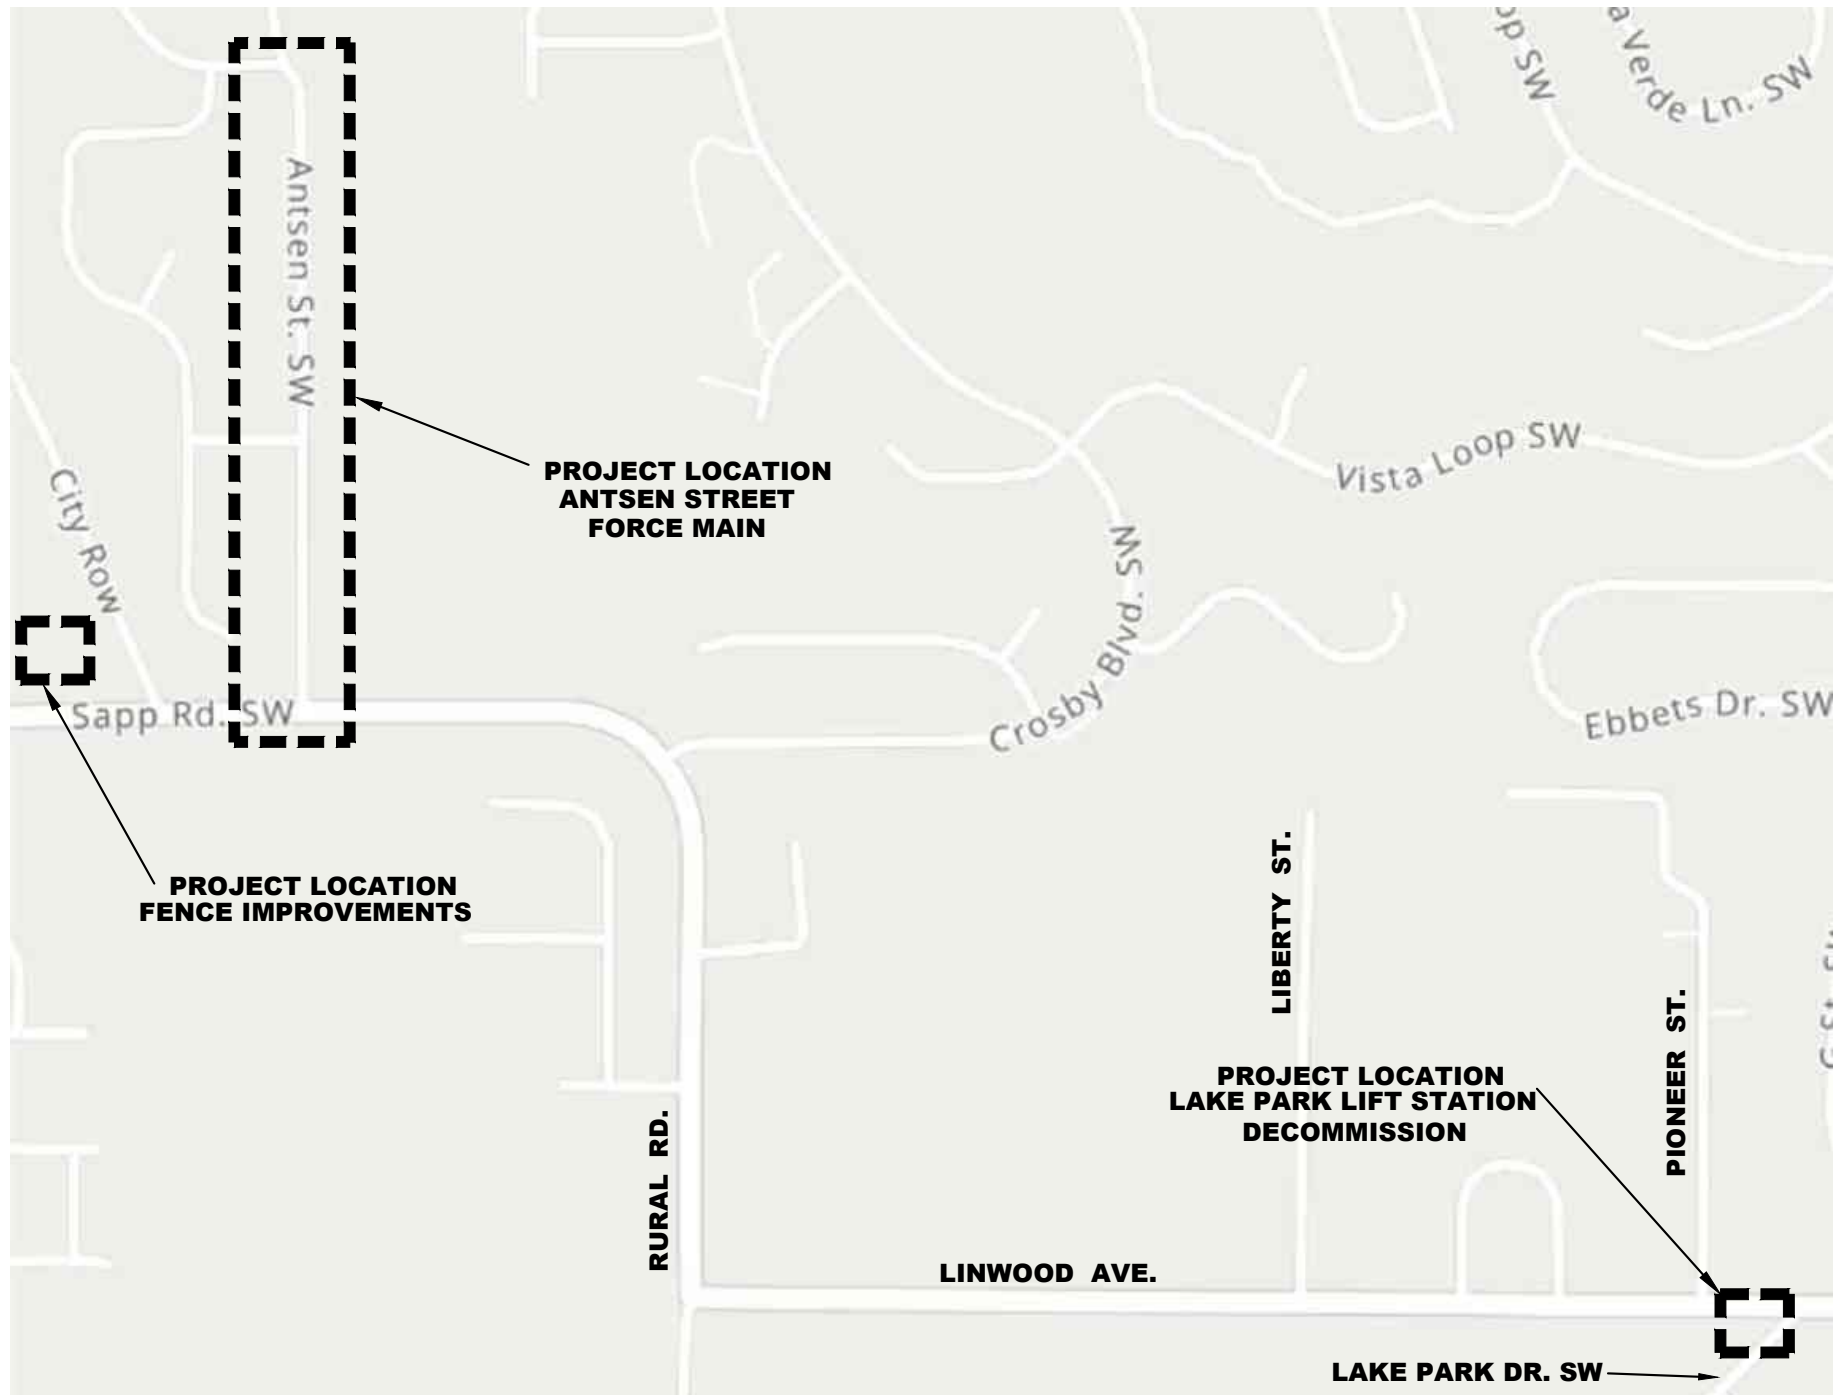 op SW
a Verde Ln. SW
Antsen St. SW
Vista Loop SW
PROJECT LOCATION
ANTSEN STREET
FORCE MAIN
City Row
Crosby Blvd. SW
Sapp Rd. SW
Ebbets Dr. SW
PROJECT LOCATION
FENCE IMPROVEMENTS
LIBERTY ST.
PIONEER ST.
PROJECT LOCATION
LAKE PARK LIFT STATION
DECOMMISSION
RURAL RD.
LINWOOD AVE.
LAKE PARK DR. SW